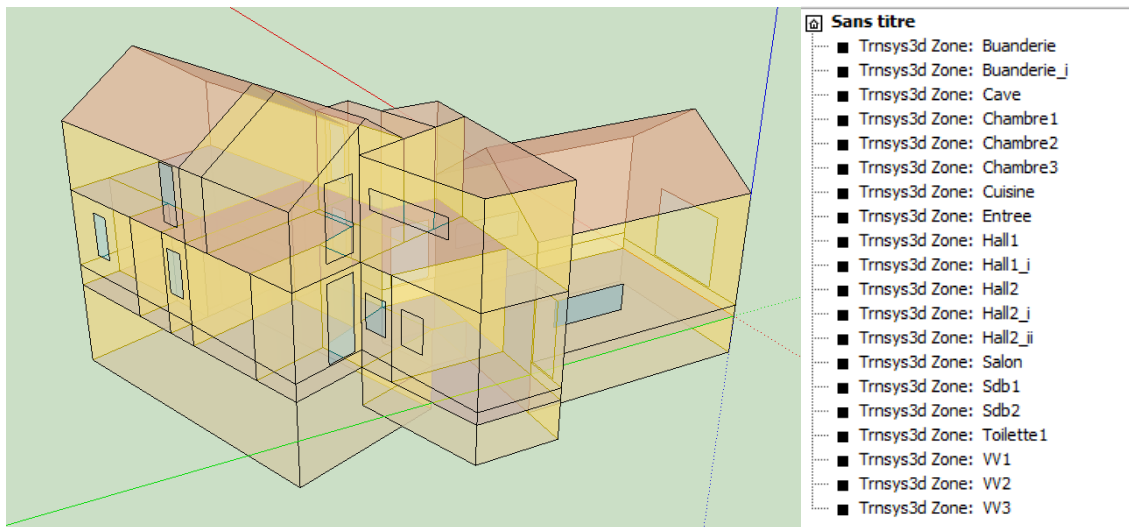 Sans titre
Trnsys3d Zone: Buanderie
Trnsys3d Zone: Buanderie_i
Trnsys3d Zone: Cave
Trnsys3d Zone: Chambre1
Trnsys3d Zone: Chambre2
Trnsys3d Zone: Chambre3
Trnsys3d Zone: Cuisine
Trnsys3d Zone: Entree
Trnsys3d Zone: Hall1
Trnsys3d Zone: Hall1_i
Trnsys3d Zone: Hall2
Trnsys3d Zone: Hall2_i
Trnsys3d Zone: Hall2_ii
Trnsys3d Zone: Salon
Trnsys3d Zone: Sdb1
Trnsys3d Zone: Sdb2
Trnsys3d Zone: Toilette1
Trnsys3d Zone: VV1
Trnsys3d Zone: VV2
Trnsys3d Zone: VV3